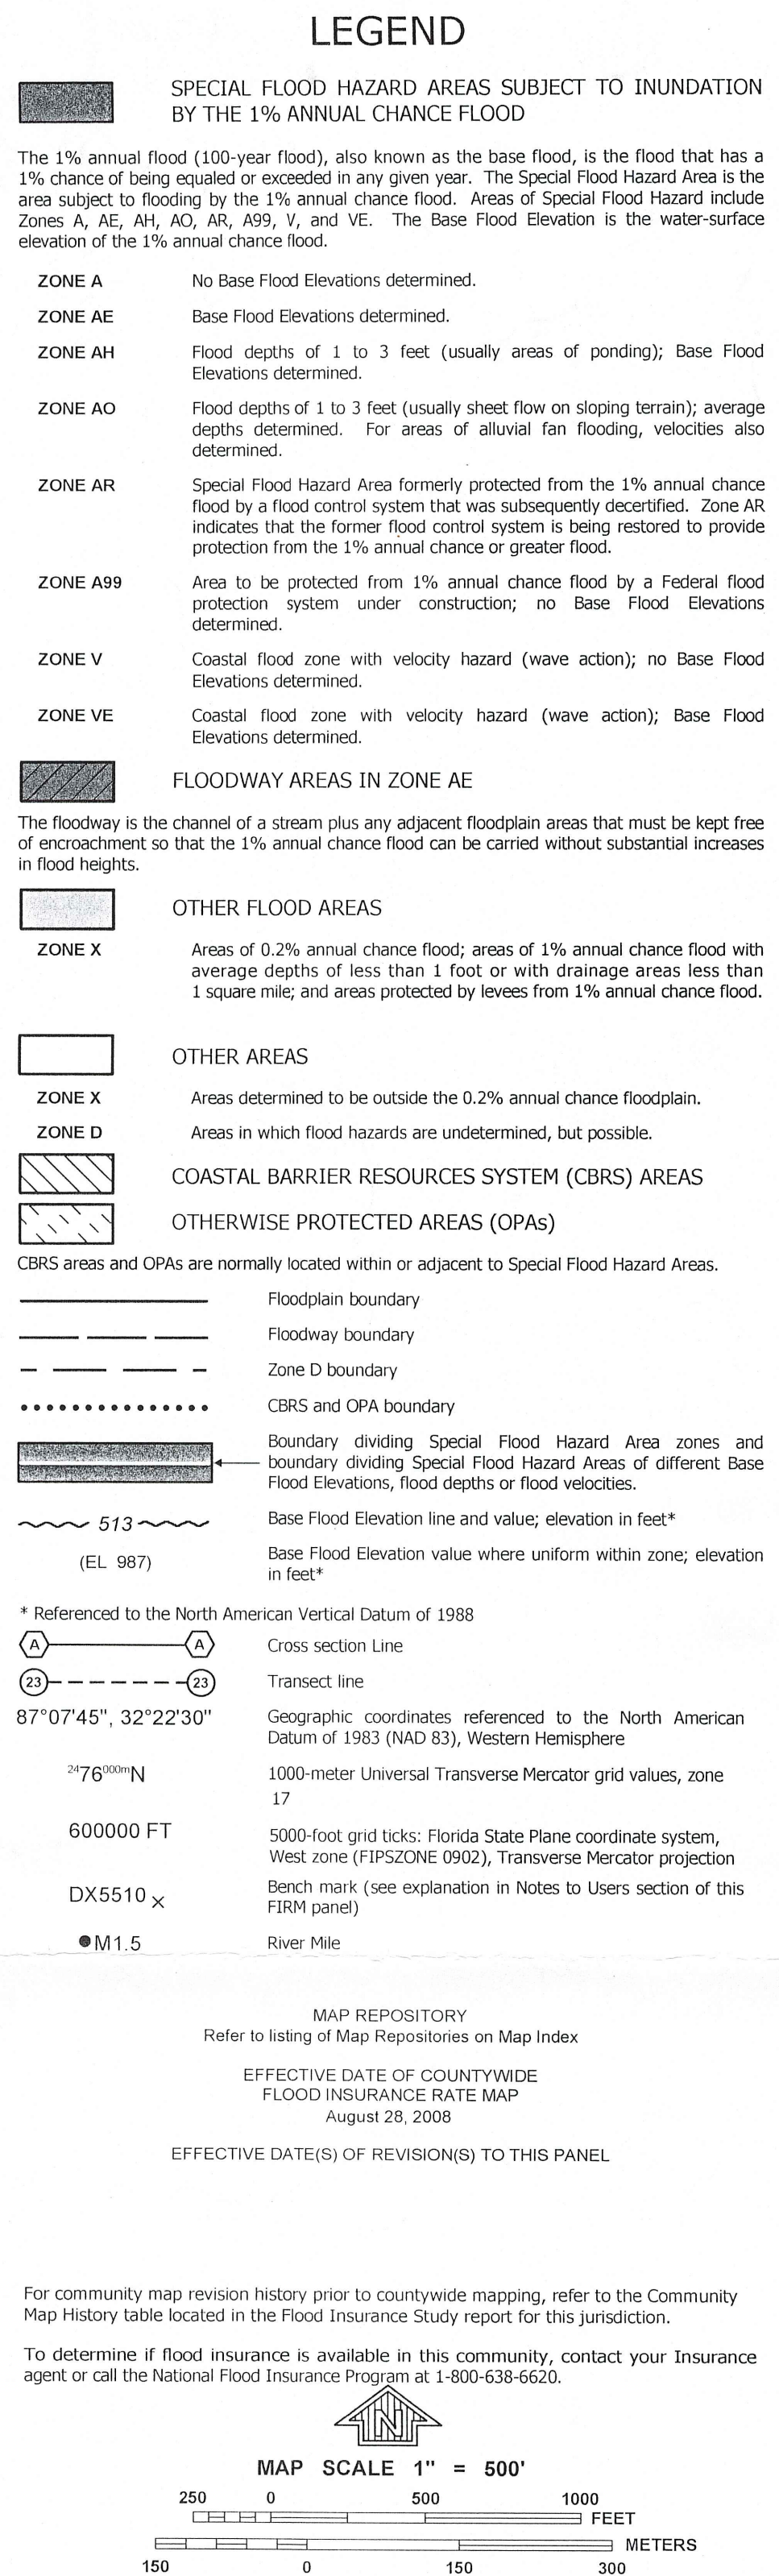 LEGEND
SPECIAL FLOOD HAZARD AREAS SUBJECT TO INUNDATION
BY THE 1% ANNUAL CHANCE FLOOD
The 1% annual flood (100-year flood), also known as the base flood, is the flood that has a
1% chance of being equaled or exceeded in any given year. The Special Flood Hazard Area is the
area subject to flooding by the 1% annual chance flood. Areas of Special Flood Hazard include
Zones A, AE, AH, AO, AR, A99, V, and VE. The Base Flood Elevation is the water-surface
elevation of the 1% annual chance flood.
ZONE A No Base Flood Elevations determined.
ZONE AE Base Flood Elevations determined.
ZONE AH Flood depths of 1 to 3 feet (usually areas of ponding); Base Flood
Elevations determined.
ZONE AO Flood depths of 1 to 3 feet (usually sheet flow on sloping terrain); average
depths determined. For areas of alluvial fan flooding, velocities also
determined.
ZONE AR Special Flood Hazard Area formerly protected from the 1% annual chance
flood by a flood control system that was subsequently decertified. Zone AR
indicates that the former flood control system is being restored to provide
protection from the 1% annual chance or greater flood.
ZONE A99 Area to be protected from 1% annual chance flood by a Federal flood
protection system under construction; no Base Flood Elevations
determined.
ZONE V Coastal flood zone with velocity hazard (wave action); no Base Flood
Elevations determined.
ZONE VE Coastal flood zone with velocity hazard (wave action); Base Flood
Elevations determined.
FLOODWAY AREAS IN ZONE AE
The floodway is the channel of a stream plus any adjacent floodplain areas that must be kept free
of encroachment so that the 1% annual chance flood can be carried without substantial increases
in flood heights.
OTHER FLOOD AREAS
ZONE X Areas of 0.2% annual chance flood; areas of 1% annual chance flood with
average depths of less than 1 foot or with drainage areas less than
1 square mile; and areas protected by levees from 1% annual chance flood.
OTHER AREAS
ZONE X Areas determined to be outside the 0.2% annual chance floodplain.
ZONE D Areas in which flood hazards are undetermined, but possible.
COASTAL BARRIER RESOURCES SYSTEM (CBRS) AREAS
OTHERWISE PROTECTED AREAS (OPAs)
CBRS areas and OPAs are normally located within or adjacent to Special Flood Hazard Areas.
Floodplain boundary
Floodway boundary
Zone D boundary
CBRS and OPA boundary
Boundary dividing Special Flood Hazard Area zones and
boundary dividing Special Flood Hazard Areas of different Base
Flood Elevations, flood depths or flood velocities.
513 Base Flood Elevation line and value; elevation in feet*
(EL 987) Base Flood Elevation value where uniform within zone; elevation
in feet*
* Referenced to the North American Vertical Datum of 1988
A A Cross section Line
23 23 Transect line
87°07'45", 32°22'30" Geographic coordinates referenced to the North American
Datum of 1983 (NAD 83), Western Hemisphere
2476000mN 1000-meter Universal Transverse Mercator grid values, zone
17
600000 FT 5000-foot grid ticks: Florida State Plane coordinate system,
West zone (FIPSZONE 0902), Transverse Mercator projection
DX5510 x Bench mark (see explanation in Notes to Users section of this
FIRM panel)
●M1.5 River Mile
MAP REPOSITORY
Refer to listing of Map Repositories on Map Index
EFFECTIVE DATE OF COUNTYWIDE
FLOOD INSURANCE RATE MAP
August 28, 2008
EFFECTIVE DATE(S) OF REVISION(S) TO THIS PANEL
For community map revision history prior to countywide mapping, refer to the Community
Map History table located in the Flood Insurance Study report for this jurisdiction.
To determine if flood insurance is available in this community, contact your Insurance
agent or call the National Flood Insurance Program at 1-800-638-6620.
N
MAP SCALE 1" = 500'
250 0 500 1000
FEET
METERS
150 0 150 300